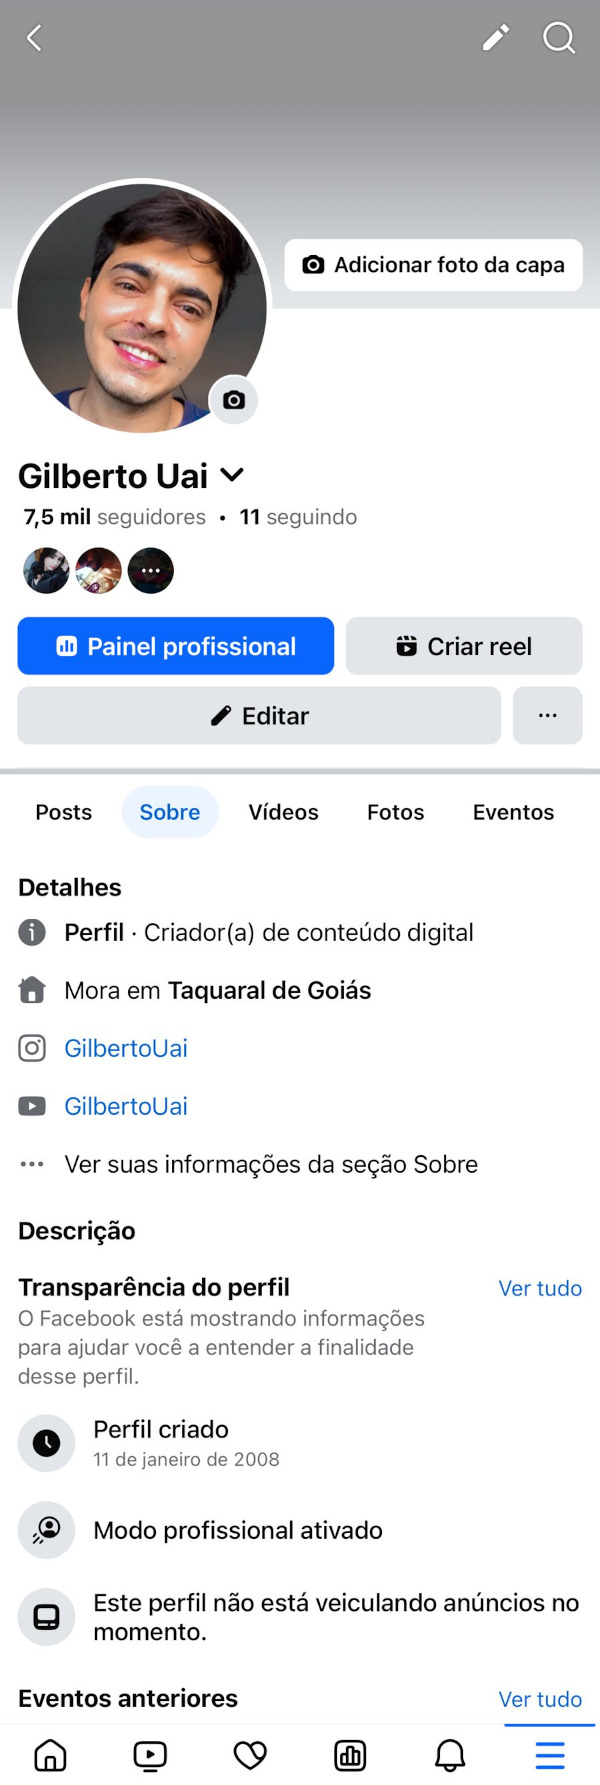 Adicionar foto da capa
Gilberto Uai
7,5 mil seguidores • 11 seguindo
Painel profissional
Criar reel
Editar
Posts
Sobre
Vídeos
Fotos
Eventos
Detalhes
Perfil · Criador(a) de conteúdo digital
Mora em Taquaral de Goiás
GilbertoUai
GilbertoUai
Ver suas informações da seção Sobre
Descrição
Transparência do perfil
Ver tudo
O Facebook está mostrando informações
para ajudar você a entender a finalidade
desse perfil.
Perfil criado
11 de janeiro de 2008
Modo profissional ativado
Este perfil não está veiculando anúncios no
momento.
Eventos anteriores
Ver tudo